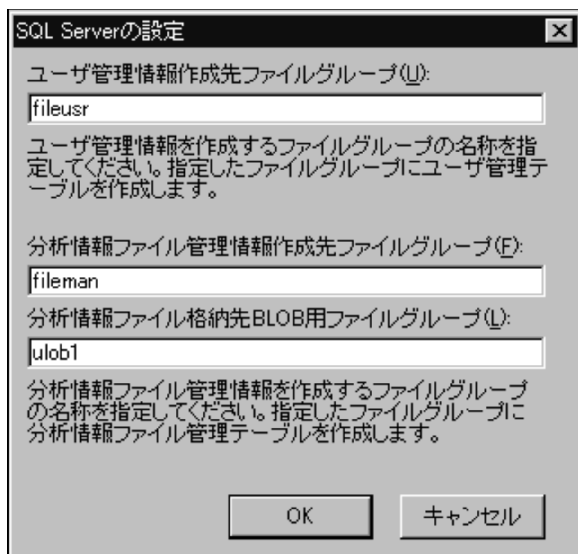 SQL Serverの設定
ユーザ管理情報作成先ファイルグループ(U):
fileusr
ユーザ管理情報を作成するファイルグループの名称を指
定してください。指定したファイルグループにユーザ管理テ
ーブルを作成します。
分析情報ファイル管理情報作成先ファイルグループ(F):
fileman
分析情報ファイル格納先BLOB用ファイルグループ(L):
ulob1
分析情報ファイル管理情報を作成するファイルグループ
の名称を指定してください。指定したファイルグループに
分析情報ファイル管理テーブルを作成します。
OK
キャンセル